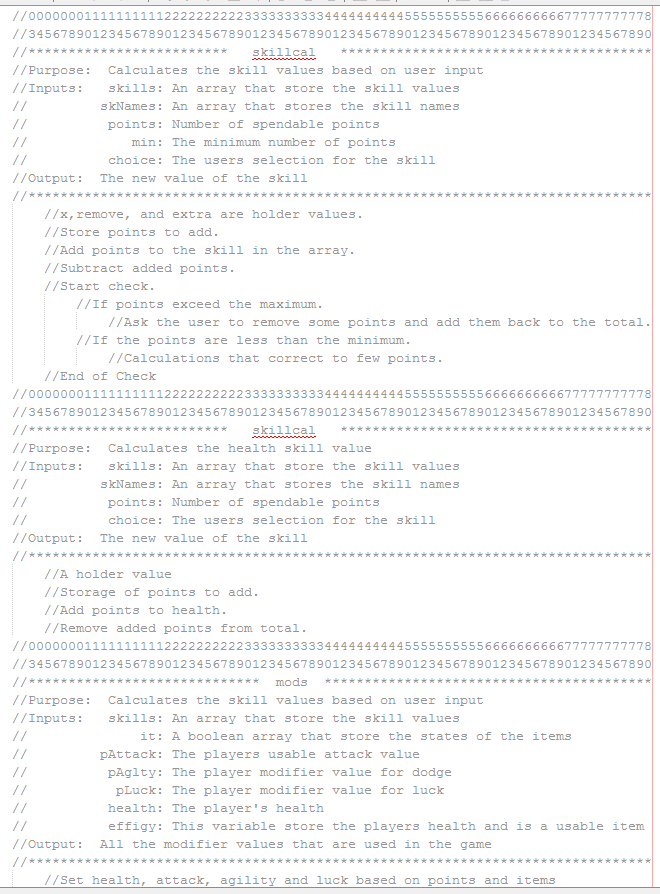 //000000011111111112222222222333333333344444444445555555555666666666677777777778
//345678901234567890123456789012345678901234567890123456789012345678901234567890
//*************************   skillcal   ***************************************
//Purpose:  Calculates the skill values based on user input
//Inputs:   skills: An array that store the skill values
//         skNames: An array that stores the skill names
//          points: Number of spendable points
//             min: The minimum number of points
//          choice: The users selection for the skill
//Output:  The new value of the skill
//******************************************************************************
    //x,remove, and extra are holder values.
    //Store points to add.
    //Add points to the skill in the array.
    //Subtract added points.
    //Start check.
        //If points exceed the maximum.
            //Ask the user to remove some points and add them back to the total.
        //If the points are less than the minimum.
            //Calculations that correct to few points.
    //End of Check
//000000011111111112222222222333333333344444444445555555555666666666677777777778
//345678901234567890123456789012345678901234567890123456789012345678901234567890
//*************************   skillcal   ***************************************
//Purpose:  Calculates the health skill value
//Inputs:   skills: An array that store the skill values
//         skNames: An array that stores the skill names
//          points: Number of spendable points
//          choice: The users selection for the skill
//Output:  The new value of the skill
//******************************************************************************
    //A holder value
    //Storage of points to add.
    //Add points to health.
    //Remove added points from total.
//000000011111111112222222222333333333344444444445555555555666666666677777777778
//345678901234567890123456789012345678901234567890123456789012345678901234567890
//*****************************  mods  *****************************************
//Purpose:  Calculates the skill values based on user input
//Inputs:   skills: An array that store the skill values
//              it: A boolean array that store the states of the items
//         pAttack: The players usable attack value
//          pAglty: The player modifier value for dodge
//           pLuck: The player modifier value for luck
//          health: The player's health
//          effigy: This variable store the players health and is a usable item
//Output:  All the modifier values that are used in the game
//******************************************************************************
    //Set health, attack, agility and luck based on points and items